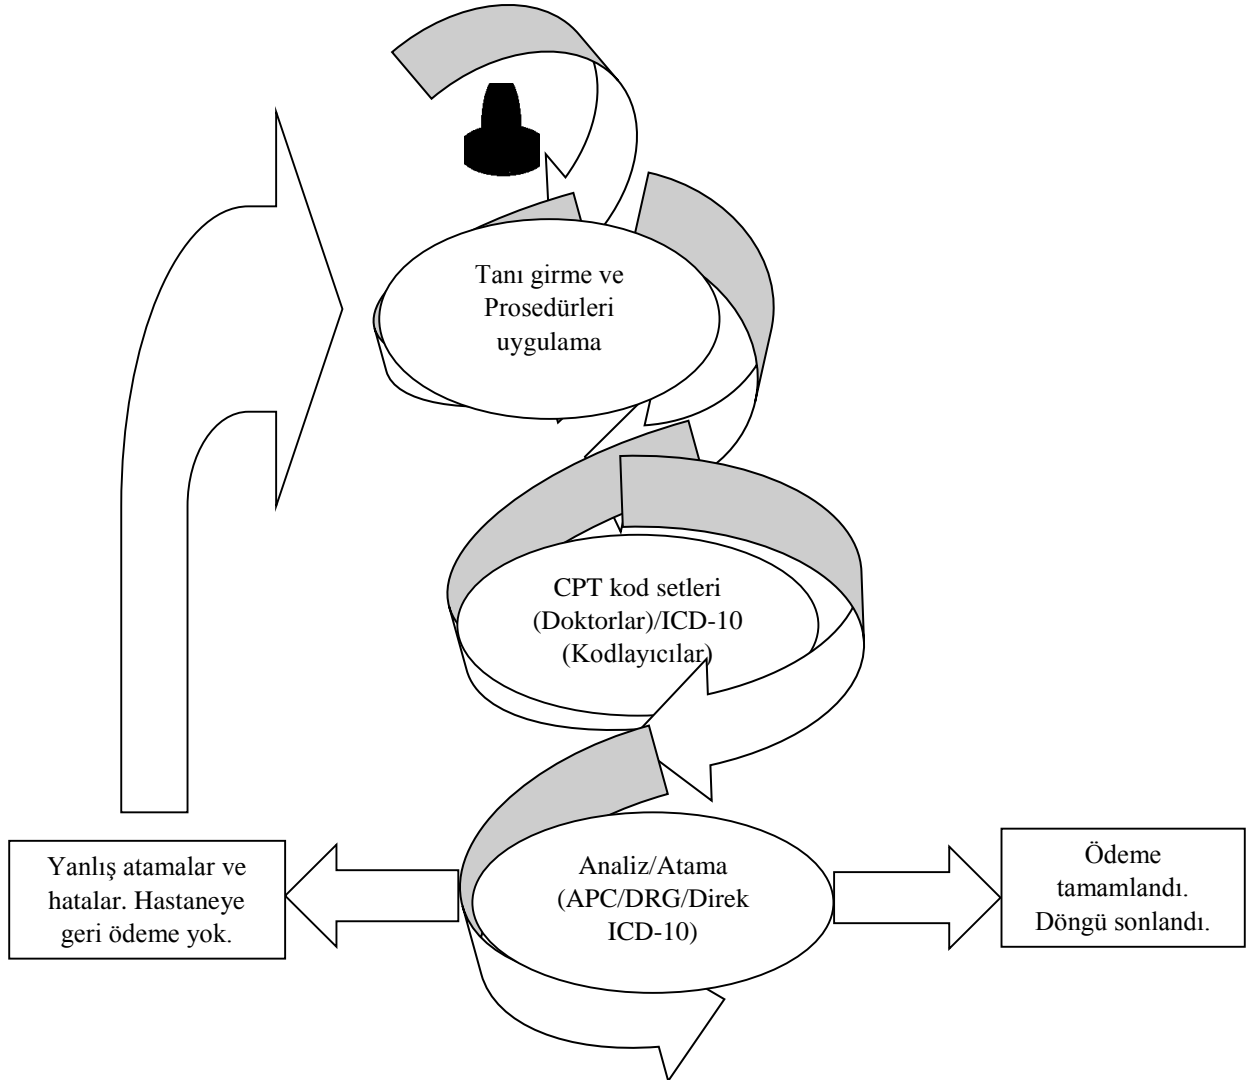 Tanı girme ve
Prosedürleri
uygulama
CPT kod setleri
(Doktorlar)/ICD-10
(Kodlayıcılar)
Yanlış atamalar ve
hatalar. Hastaneye
geri ödeme yok.
Analiz/Atama
(APC/DRG/Direk
ICD-10)
Ödeme
tamamlandı.
Döngü sonlandı.